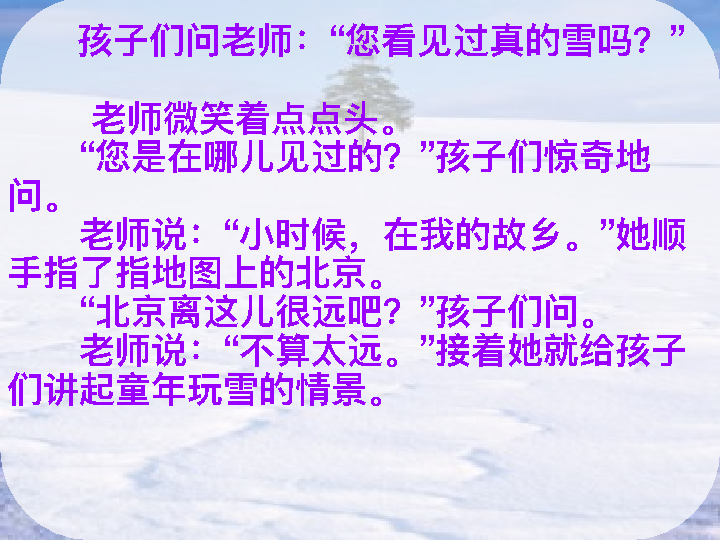 孩子们问老师：“您看见过真的雪吗？”
老师微笑着点点头。
“您是在哪儿见过的？”孩子们惊奇地
问。
老师说：“小时候，在我的故乡。”她顺
手指了指地图上的北京。
“北京离这儿很远吧？”孩子们问。
老师说：“不算太远。”接着她就给孩子
们讲起童年玩雪的情景。